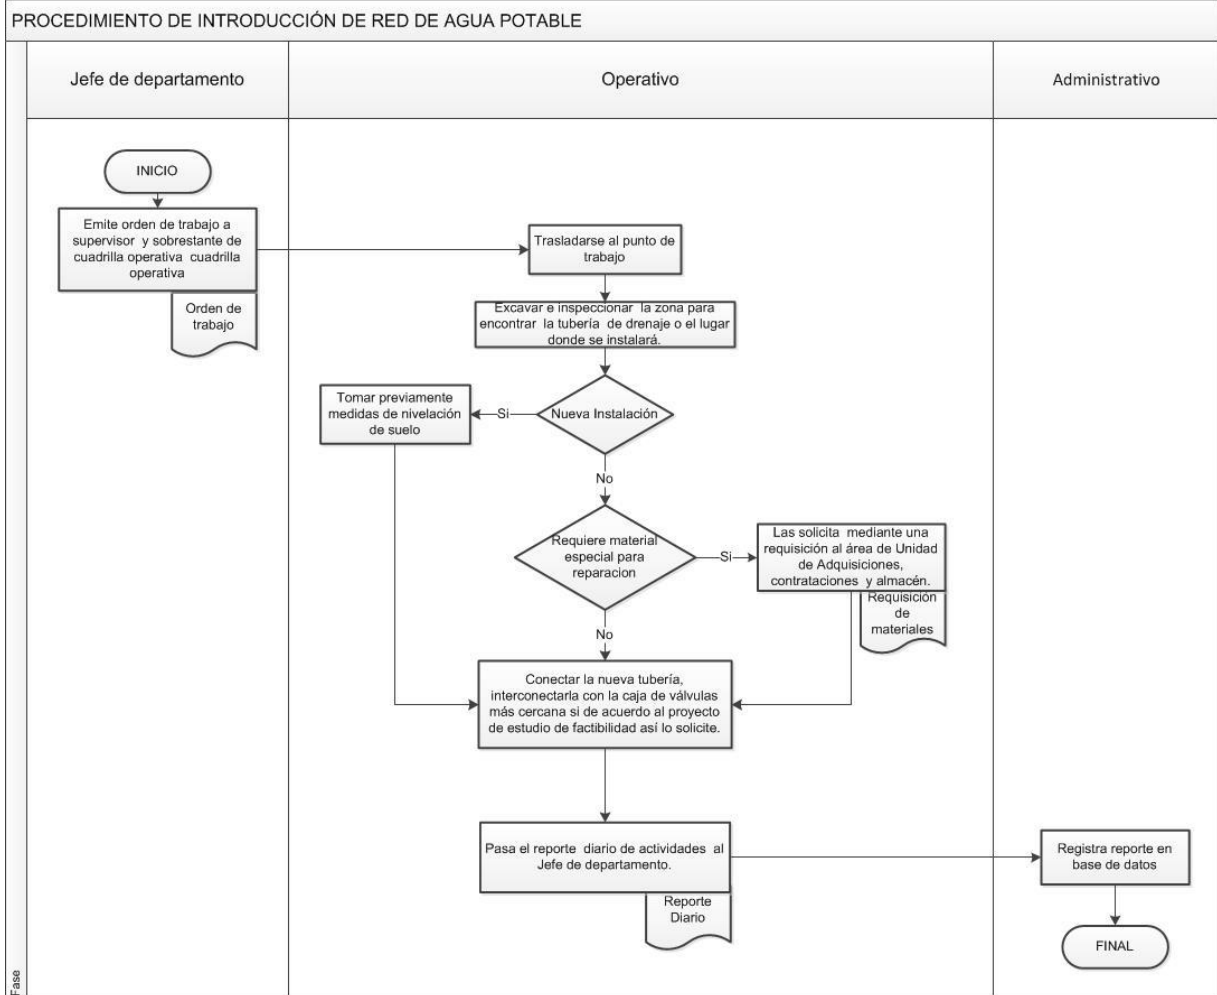 PROCEDIMIENTO DE INTRODUCCIÓN DE RED DE AGUA POTABLE
Jefe de departamento
Operativo
Administrativo
INICIO
Emite orden de trabajo a
supervisor y sobrestante de
cuadrilla operativa cuadrilla
operativa
Orden de
trabajo
Trasladarse al punto de
trabajo
Excavar e inspeccionar la zona para
encontrar la tubería de drenaje o el lugar
donde se instalará.
Nueva Instalación
Si
Tomar previamente
medidas de nivelación
de suelo
No
Requiere material
especial para
reparacion
Si
Las solicita mediante una
requisición al área de Unidad
de Adquisiciones,
contrataciones y almacén.
Requisición
de
materiales
No
Conectar la nueva tubería,
interconectarla con la caja de válvulas
más cercana si de acuerdo al proyecto
de estudio de factibilidad así lo solicite.
Pasa el reporte diario de actividades al
Jefe de departamento.
Reporte
Diario
Registra reporte en
base de datos
FINAL
Fase